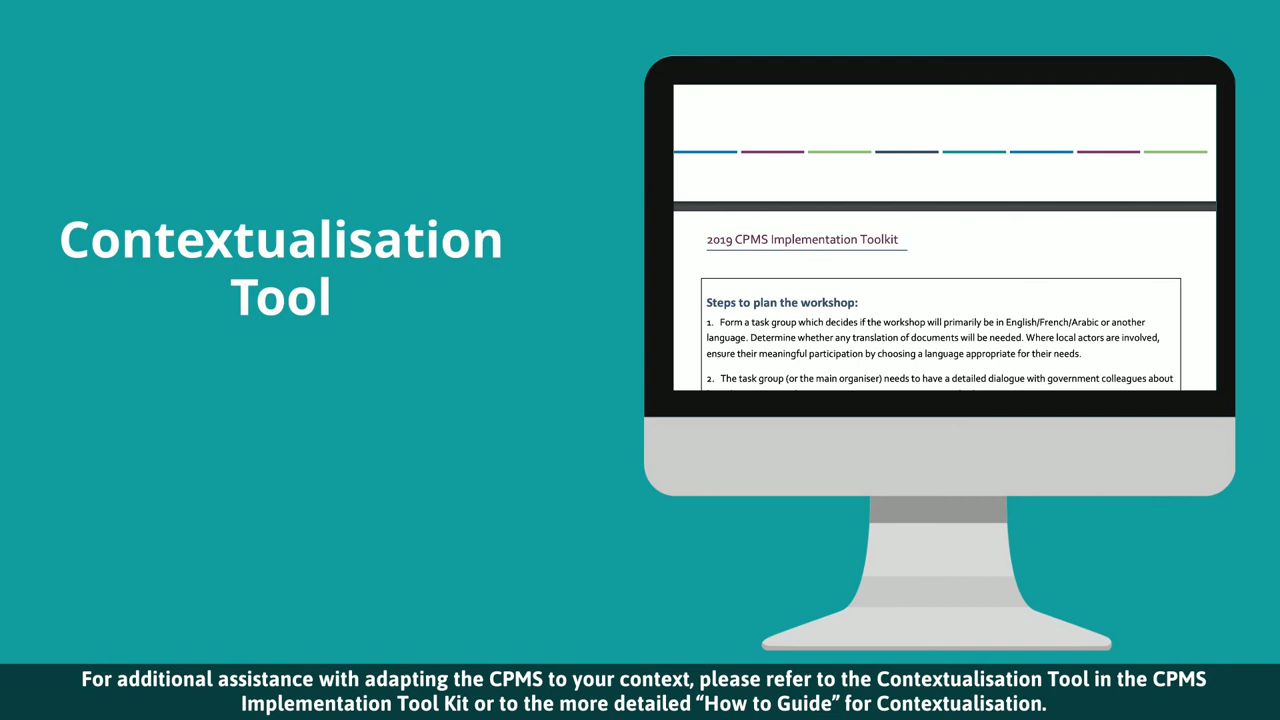 Contextualisation
Tool
2019 CPMS Implementation Toolkit
Steps to plan the workshop:
1. Form a task group which decides if the workshop will primarily be in English/French/Arabic or another
language. Determine whether any translation of documents will be needed. Where local actors are involved,
ensure their meaningful participation by choosing a language appropriate for their needs.
2. The task group (or the main organiser) needs to have a detailed dialogue with government colleagues about
For additional assistance with adapting the CPMS to your context, please refer to the Contextualisation Tool in the CPMS
Implementation Tool Kit or to the more detailed “How to Guide” for Contextualisation.